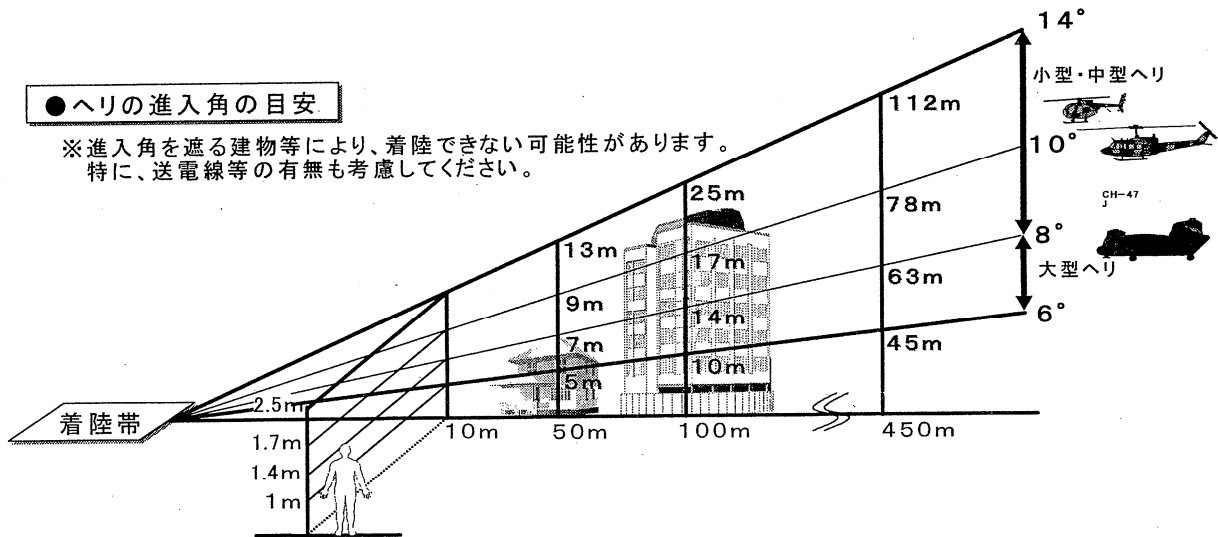 ●ヘリの進入角の目安
※進入角を遮る建物等により、着陸できない可能性があります。
特に、送電線等の有無も考慮してください。
14°
小型・中型ヘリ
112m
10°
25m
78m
CH-47
J
8°
13m
17m
63m
大型ヘリ
9m
14m
6°
7m
45m
10m
5m
2.5m
着陸帯
10m
50m
100m
450m
1.7m
1.4m
1m